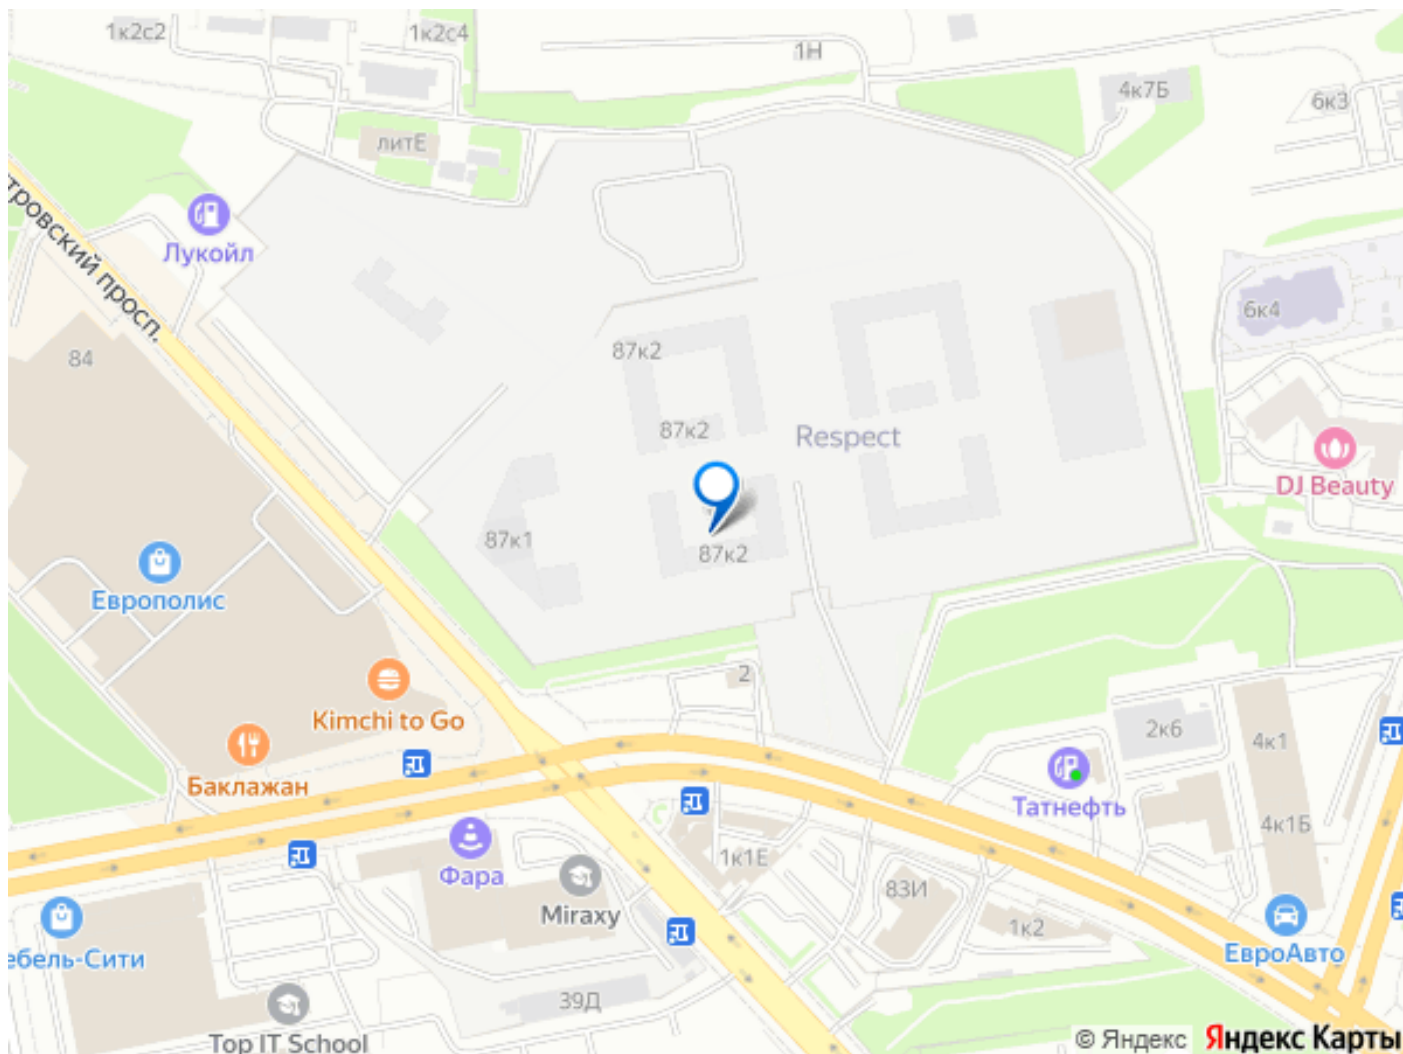 1к2с2
1к2с4
1Н
4к7Б
6к3
литЕ
Лукойл
тровский просп.
84
6к4
87к2
87к2
Respect
DJ Beauty
87к1
87к2
Европолис
2
Kimchi to Go
Баклажан
2к6
4к1
Татнефть
4к1Б
Фара
1к1Е
83И
Miraxy
1к2
ебель-Сити
ЕвроАвто
39Д
Top IT School
© Яндекс Яндекс Карты